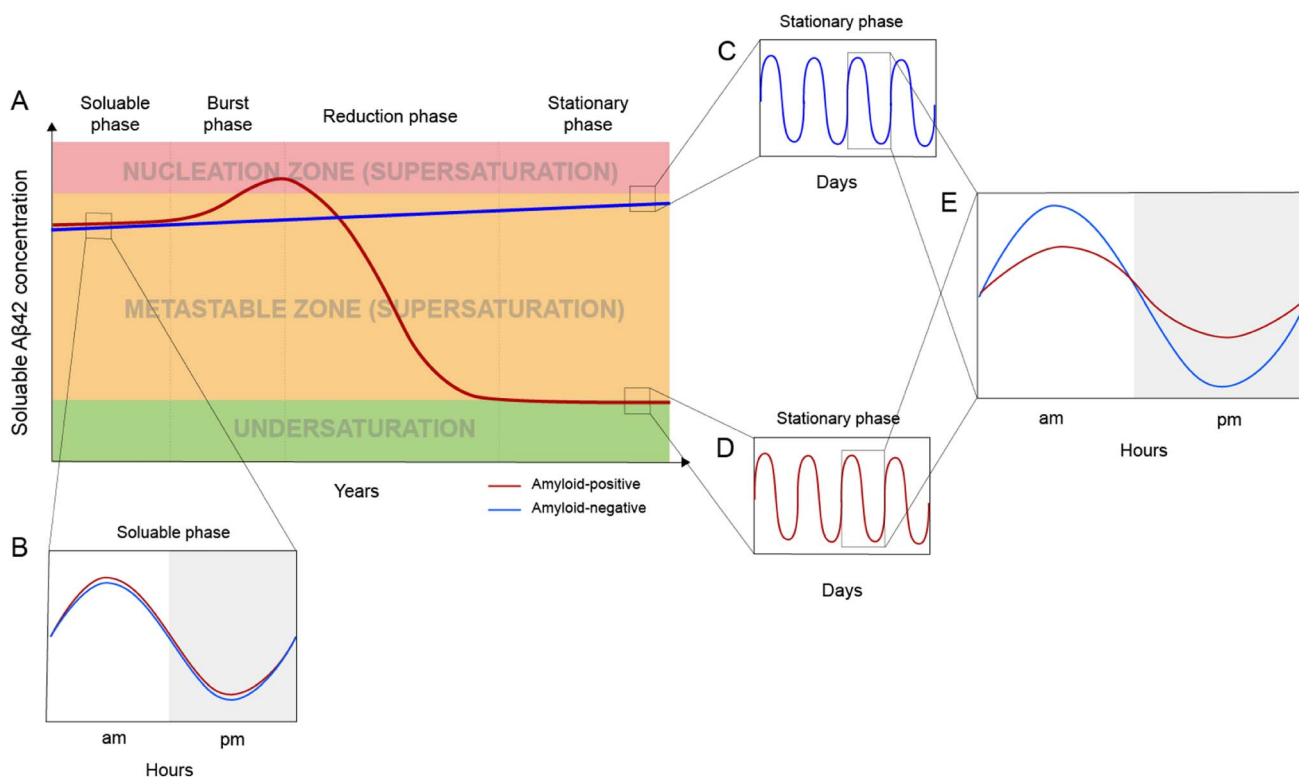 A
Soluable
phase
Burst
phase
Reduction phase
Stationary
phase
NUCLEATION ZONE (SUPERSATURATION)
METASTABLE ZONE (SUPERSATURATION)
UNDERSATURATION
Soluable Aβ42 concentration
Years
Amyloid-positive
Amyloid-negative
B
Soluable phase
am
pm
Hours
C
Stationary phase
Days
D
Stationary phase
Days
E
am
pm
Hours